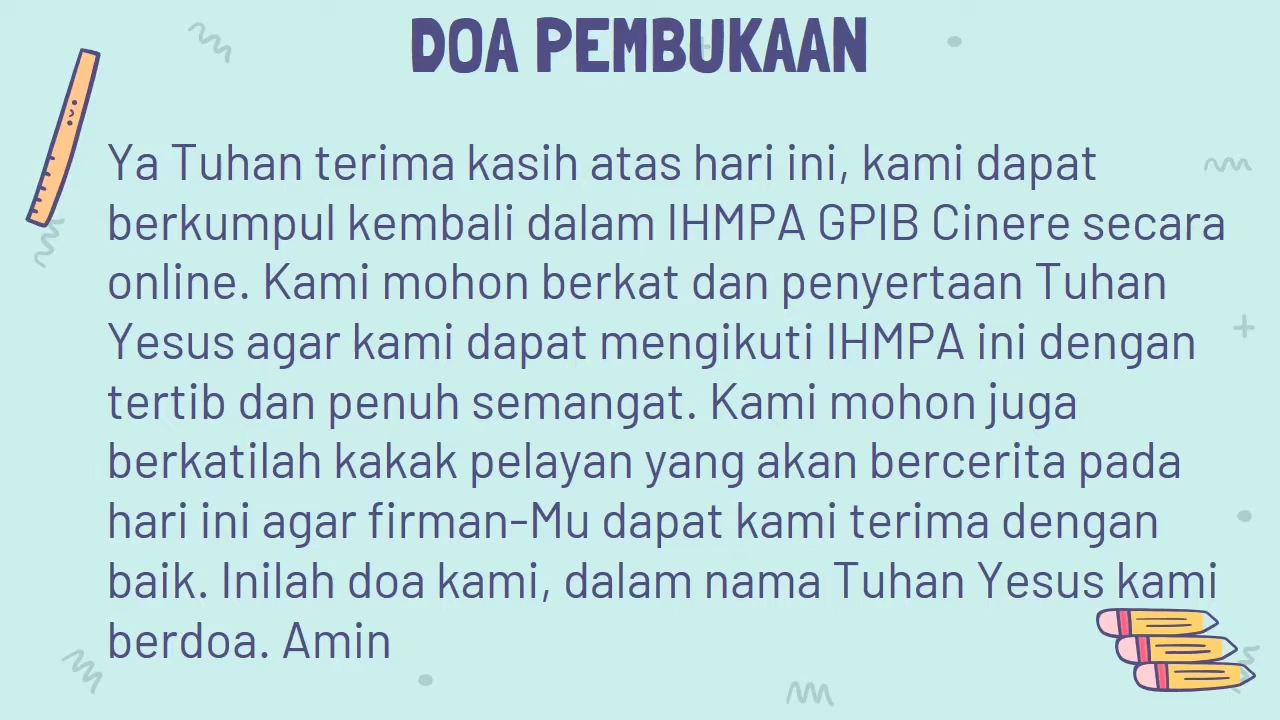 DOA PEMBUKAAN
Ya Tuhan terima kasih atas hari ini, kami dapat
berkumpul kembali dalam IHMPA GPIB Cinere secara
online. Kami mohon berkat dan penyertaan Tuhan
Yesus agar kami dapat mengikuti IHMPA ini dengan
tertib dan penuh semangat. Kami mohon juga
berkatilah kakak pelayan yang akan bercerita pada
hari ini agar firman-Mu dapat kami terima dengan
baik. Inilah doa kami, dalam nama Tuhan Yesus kami
berdoa. Amin